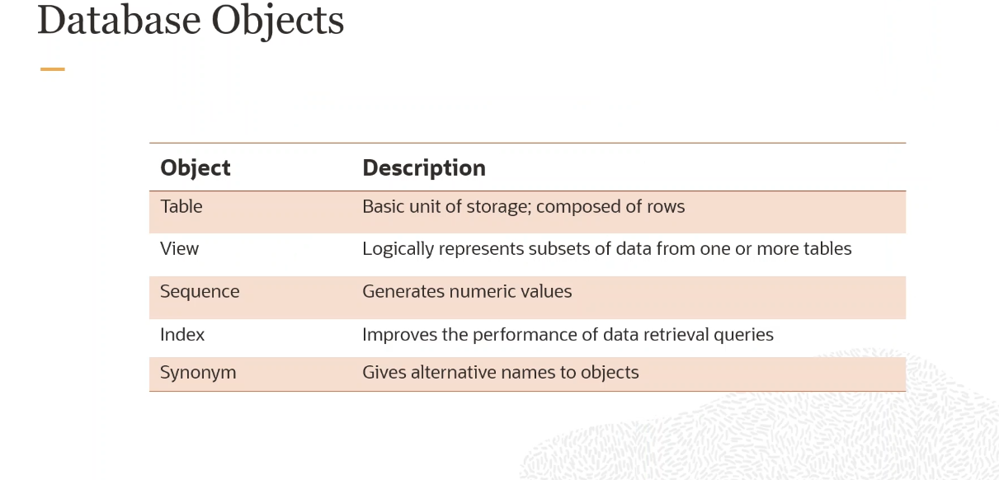 Database Objects
Object Description
Table Basic unit of storage; composed of rows
View Logically represents subsets of data from one or more tables
Sequence Generates numeric values
Index Improves the performance of data retrieval queries
Synonym Gives alternative names to objects